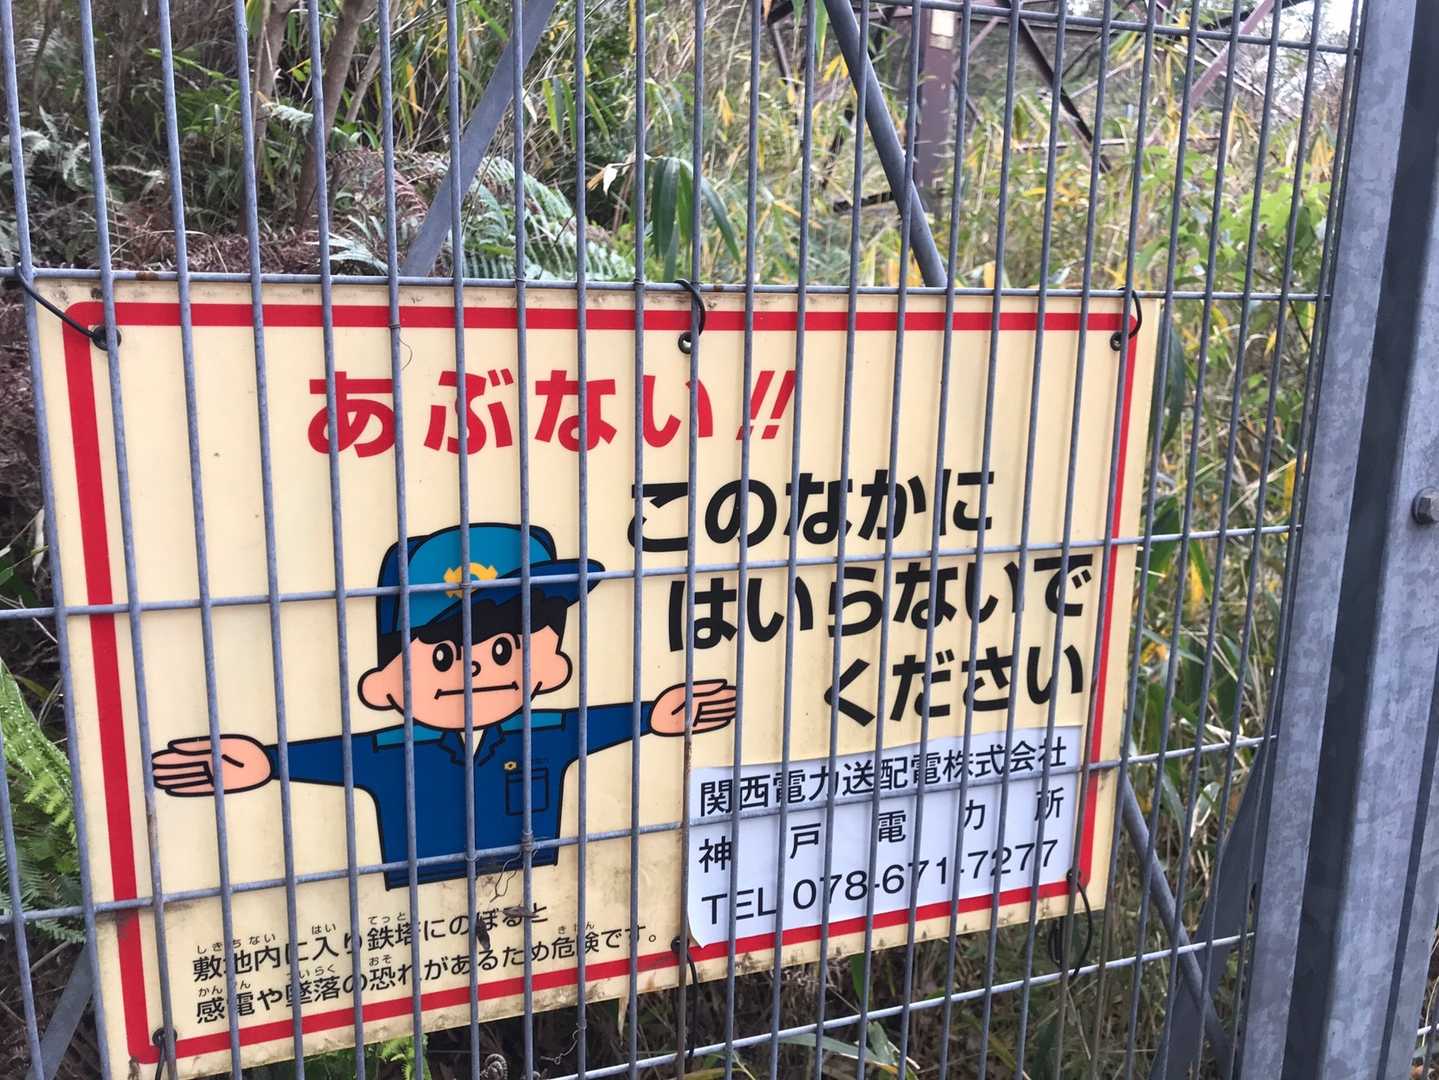 あぶない!!
このなかに
はいらないで
ください
関西電力送配電株式会社
神戸電力所
TEL 078-671-7277
敷地内に入り鉄塔にのぼると
感電や墜落の恐れがあるため危険です。